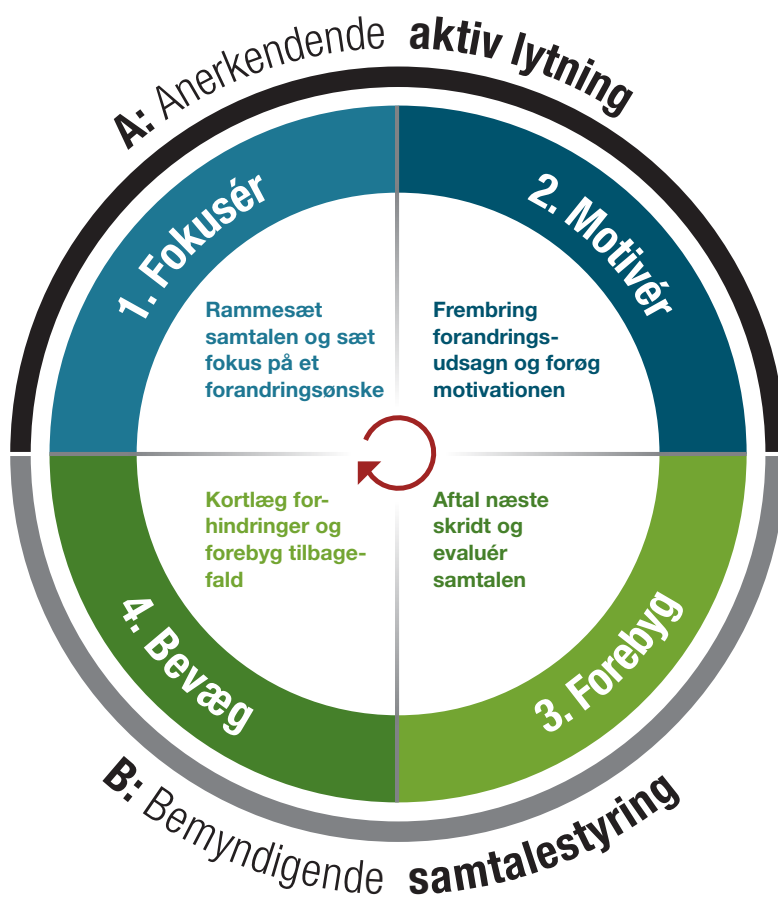 A: Anerkendende aktiv lytning
1. Fokusér
2. Motivér
Rammesæt
samtalen og sæt
fokus på et
forandringsønske
Frembring
forandrings-
udsagn og forøg
motivationen
Kortlæg for-
hindringer og
forebyg tilbage-
fald
Aftal næste
skridt og
evaluér
samtalen
4. Bevæg
3. Forebyg
B: Bemyndigende samtalestyring